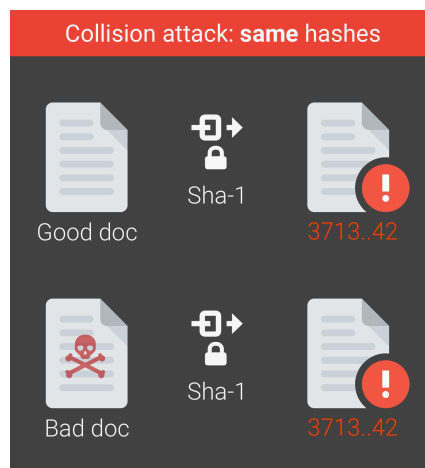 Collision attack: same hashes
Sha-1
Good doc
3713..42
Sha-1
Bad doc
3713..42